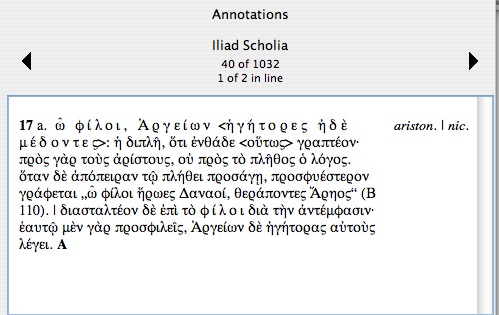 Annotations
Iliad Scholia
40 of 1032
1 of 2 in line
17 a. ὦ φίλοι, Ἀργείων <ἡγήτορες ἠδὲ ariston. | nic.
μέδοντες>: ἡ διπλῆ, ὅτι ἐνθάδε <οὕτως> γραπτέον·
πρὸς γὰρ τοὺς ἀρίστους, οὐ πρὸς τὸ πλῆθος ὁ λόγος.
ὅταν δὲ ἀπόπειραν τῷ πλήθει προσάγῃ, προσφυέστερον
γράφεται „ὦ φίλοι ἥρωες Δαναοί, θεράποντες Ἄρηος“ (Β
110). | διασταλτέον δὲ ἐπὶ τὸ φίλοι διὰ τὴν ἀντέμφασιν·
ἑαυτῷ μὲν γὰρ προσφιλεῖς, Ἀργείων δὲ ἡγήτορας αὐτοὺς
λέγει. A